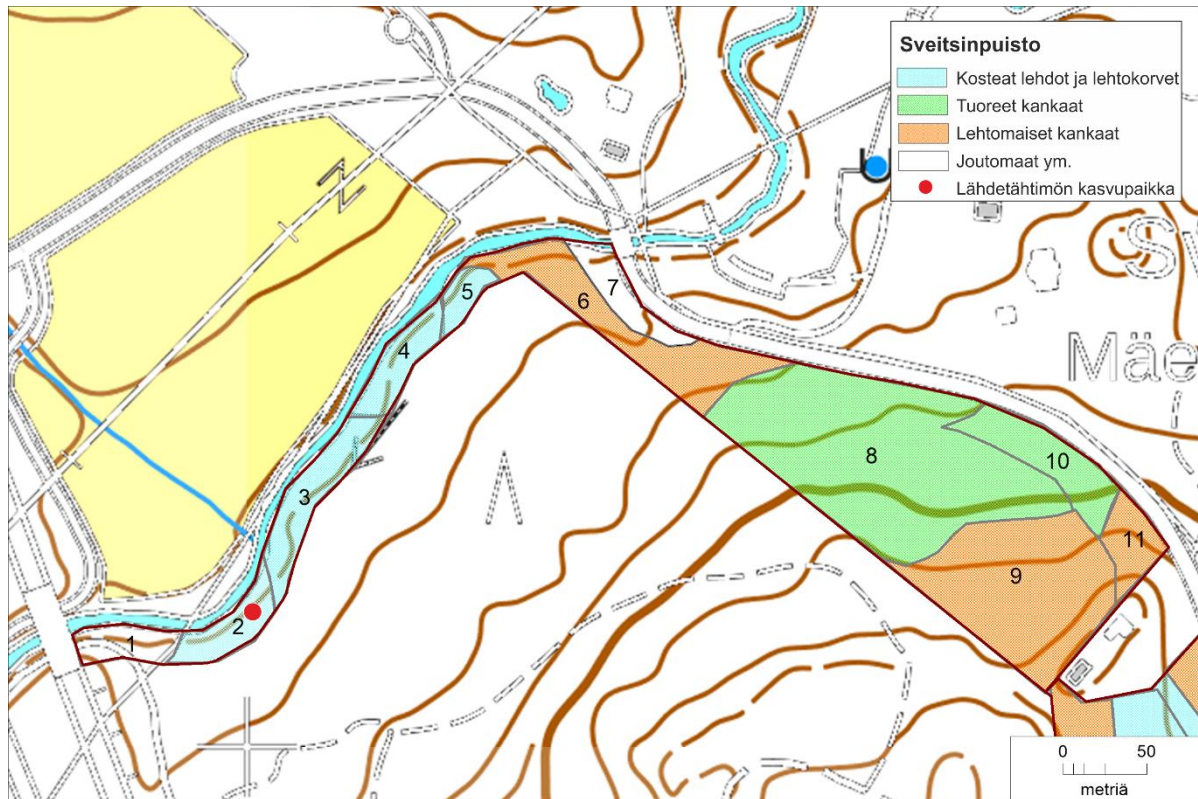 Sveitsinpuisto
Kosteat lehdot ja lehtokorvet
Tuoreet kankaat
Lehtomaiset kankaat
Joutomaat ym.
Lähdetähtimön kasvupaikka
S
Mäe
5
6
7
4
8
10
3
11
9
2
1
0 50
metriä